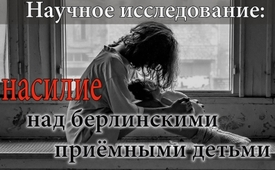 Научное исследование:
насилие
над берлинскими
приёмными детьми